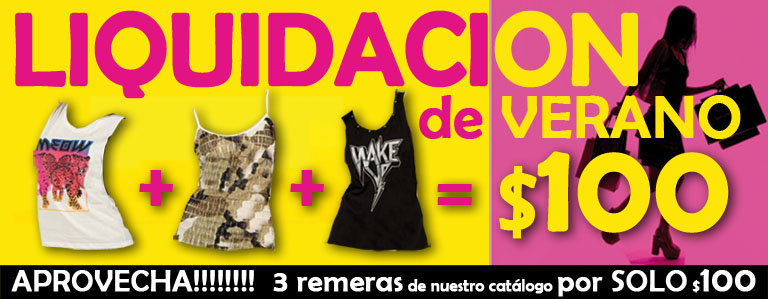 LIQUIDACION
de VERANO
MEOW
WAKE
UP
+ + = $100
APROVECHA!!!!!!!! 3 remeras de nuestro catálogo por SOLO $100